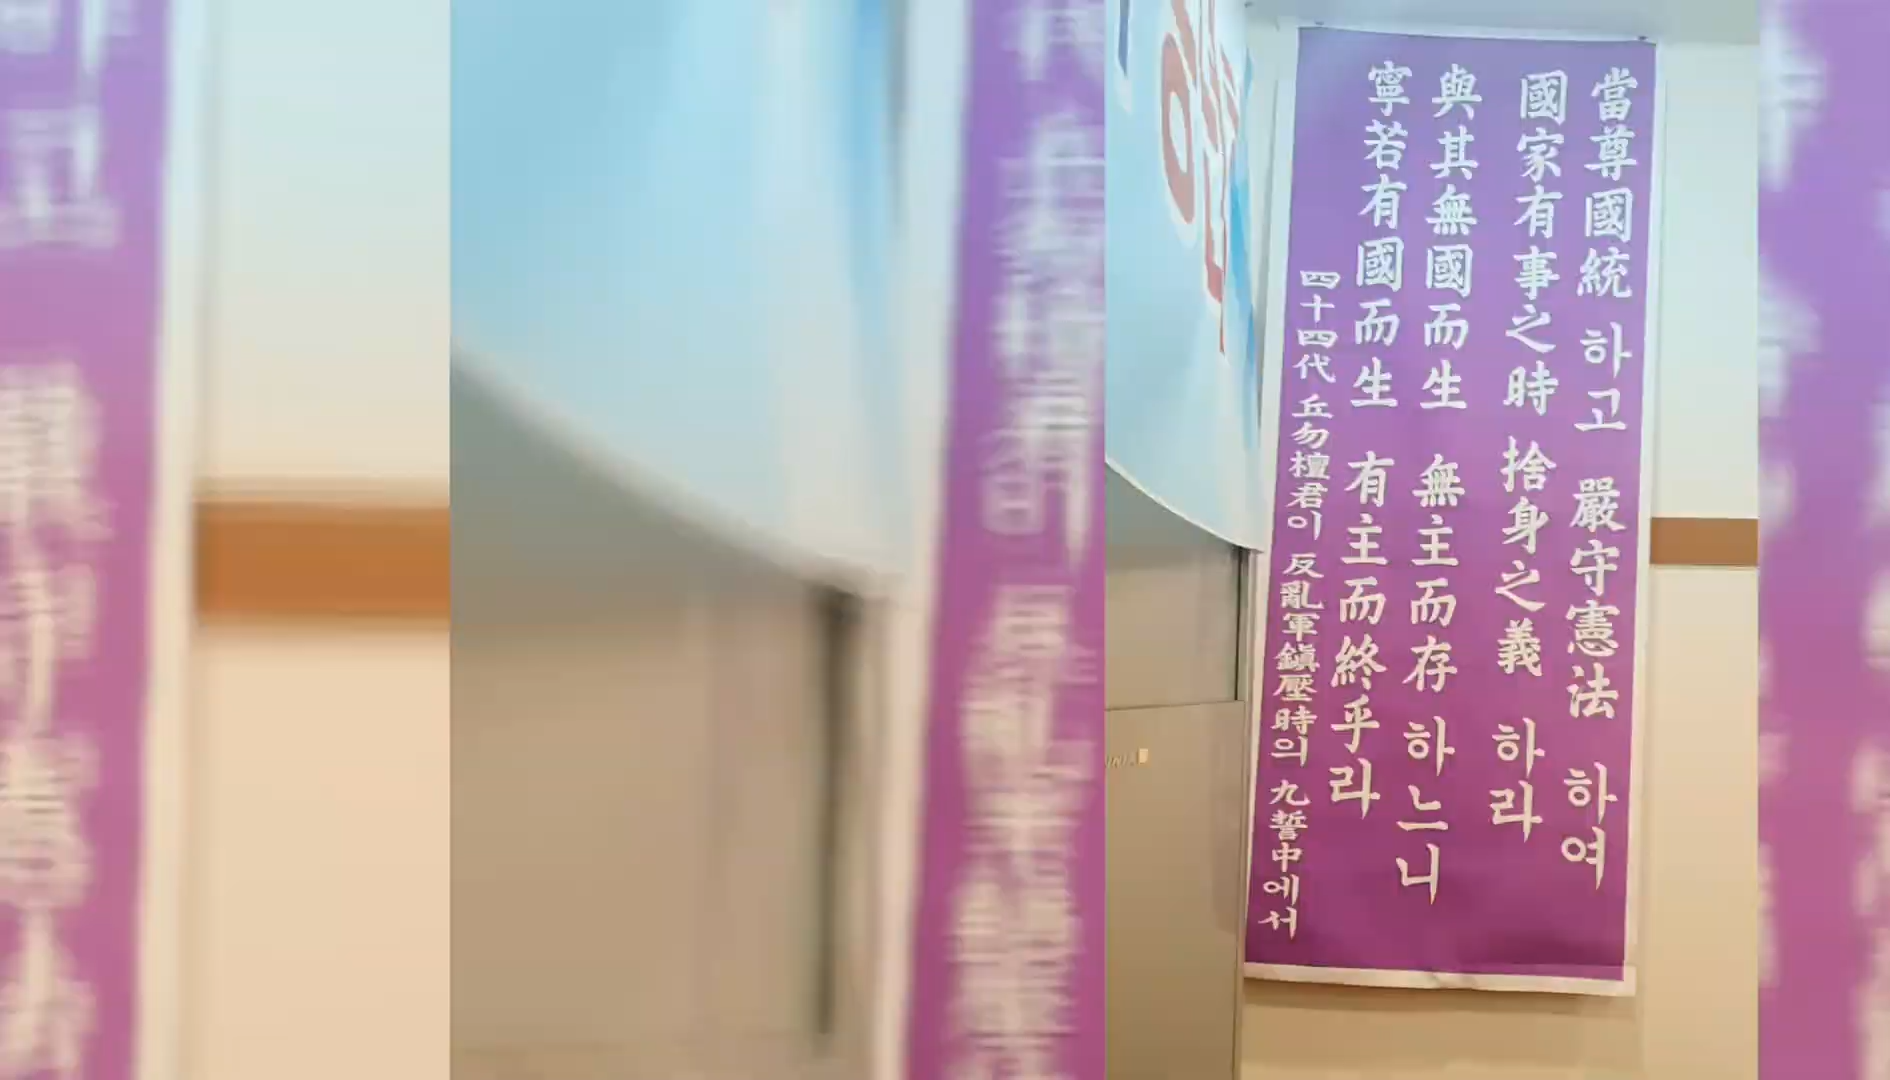 當尊國統 하고 嚴守憲法 하여
國家有事之時 捨身之義 하라
與其無國而生 無主而存 하느니
寧若有國而生 有主而終乎라
四十四代 丘勿檀君이 反亂軍鎭壓時의 九誓中에서